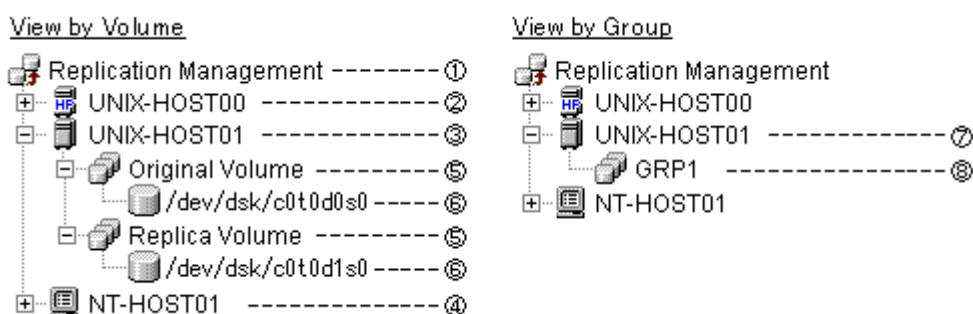 View by Volume
Replication Management --------- ①
HP UNIX-HOST00 --------------- ②
UNIX-HOST01 --------------- ③
Original Volume --------- ⑤
/dev/dsk/c0t0d0s0 ----- ⑥
Replica Volume --------- ⑤
/dev/dsk/c0t0d1s0 ----- ⑥
NT-HOST01 --------------- ④
View by Group
Replication Management
HP UNIX-HOST00
UNIX-HOST01 --------------- ⑦
GRP1 ------------------ ⑧
NT-HOST01